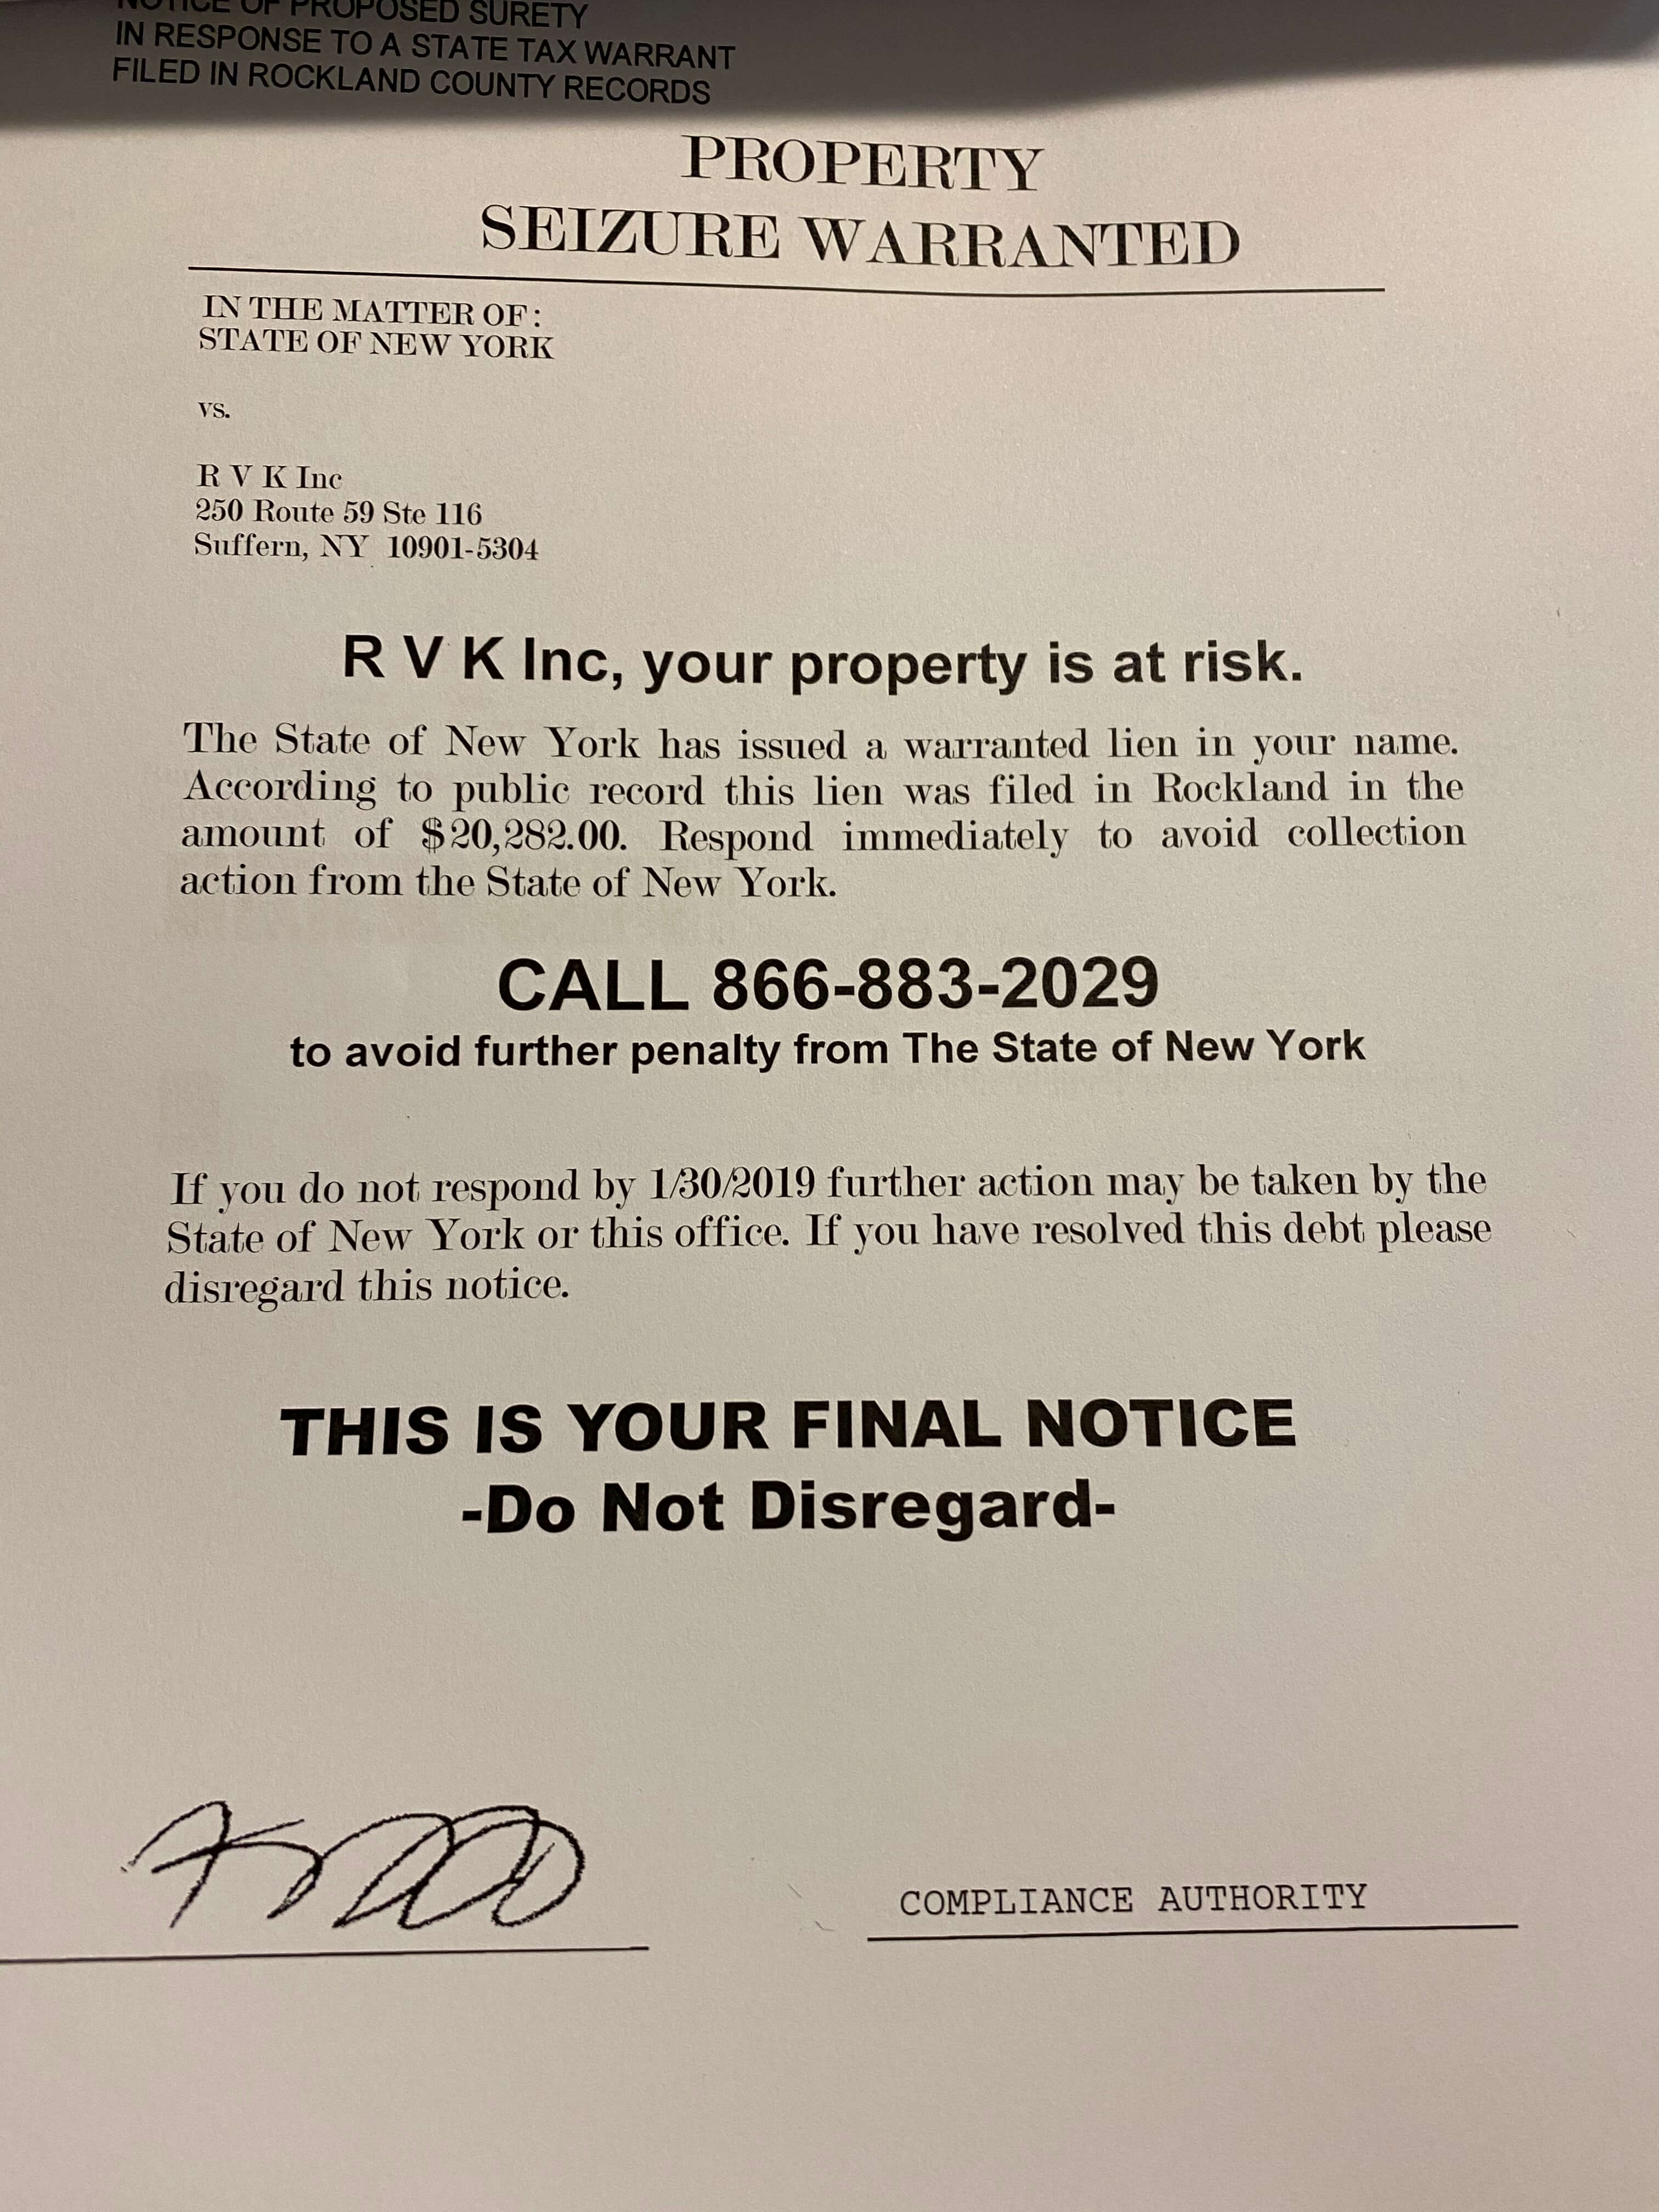 NOTICE OF PROPOSED SURETY
IN RESPONSE TO A STATE TAX WARRANT
FILED IN ROCKLAND COUNTY RECORDS
PROPERTY
SEIZURE WARRANTED
IN THE MATTER OF:
STATE OF NEW YORK
vs.
R V K Inc
250 Route 59 Ste 116
Suffern, NY 10901-5304
R V K Inc, your property is at risk.
The State of New York has issued a warranted lien in your name.
According to public record this lien was filed in Rockland in the
amount of $20,282.00. Respond immediately to avoid collection
action from the State of New York.
CALL 866-883-2029
to avoid further penalty from The State of New York
If you do not respond by 1/30/2019 further action may be taken by the
State of New York or this office. If you have resolved this debt please
disregard this notice.
THIS IS YOUR FINAL NOTICE
-Do Not Disregard-
COMPLIANCE AUTHORITY